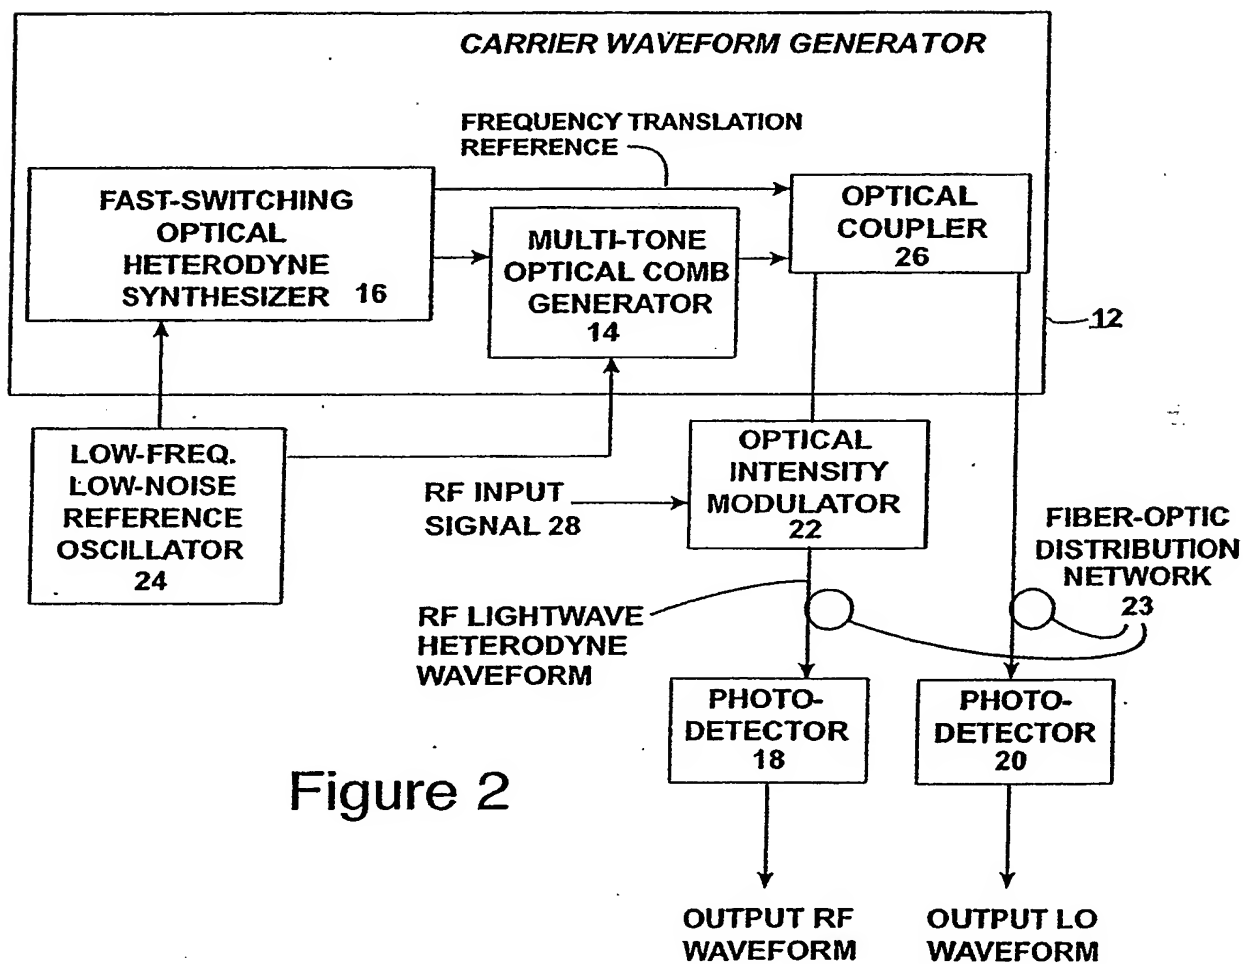 CARRIER WAVEFORM GENERATOR
FREQUENCY TRANSLATION
REFERENCE
FAST-SWITCHING
OPTICAL
HETERODYNE
SYNTHESIZER 16
MULTI-TONE
OPTICAL COMB
GENERATOR
14
OPTICAL
COUPLER
26
12
LOW-FREQ.
LOW-NOISE
REFERENCE
OSCILLATOR
24
RF INPUT
SIGNAL 28
OPTICAL
INTENSITY
MODULATOR
22
FIBER-OPTIC
DISTRIBUTION
NETWORK
23
RF LIGHTWAVE
HETERODYNE
WAVEFORM
PHOTO-
DETECTOR
18
PHOTO-
DETECTOR
20
Figure 2
OUTPUT RF
WAVEFORM
OUTPUT LO
WAVEFORM